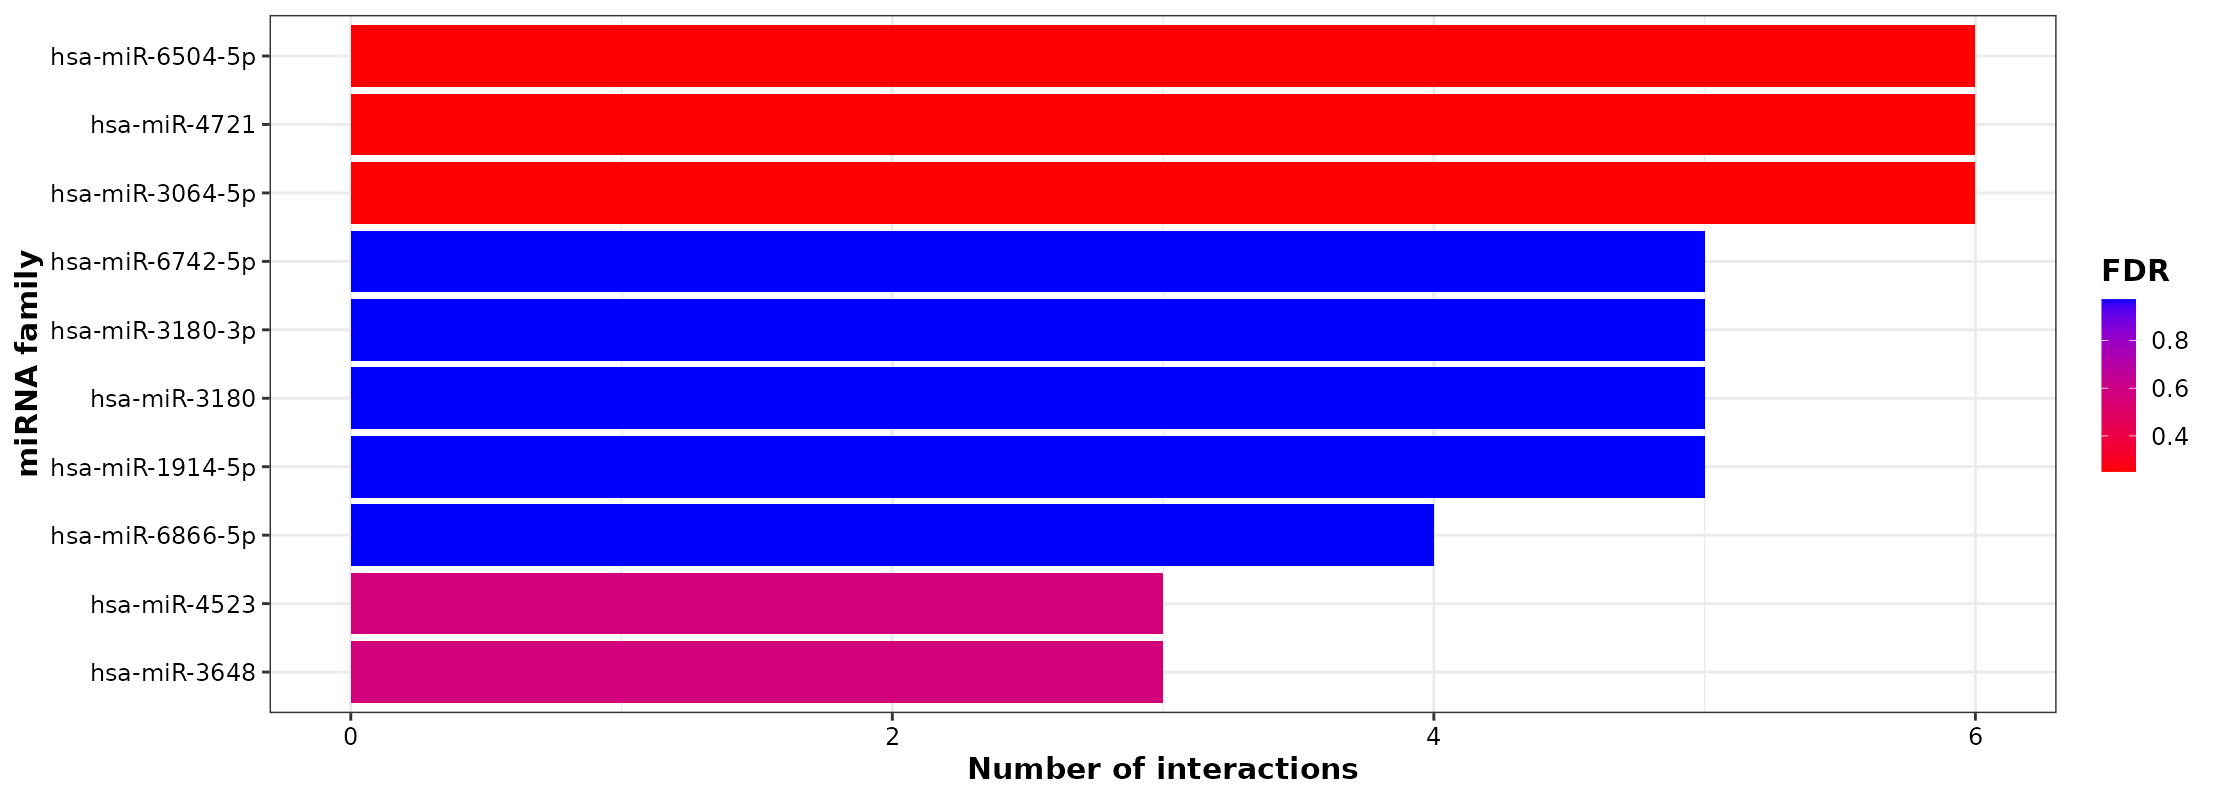 miRNA family
hsa-miR-6504-5p
hsa-miR-4721
hsa-miR-3064-5p
hsa-miR-6742-5p
hsa-miR-3180-3p
hsa-miR-3180
hsa-miR-1914-5p
hsa-miR-6866-5p
hsa-miR-4523
hsa-miR-3648
0 2 4 6
Number of interactions
FDR
0.8
0.6
0.4